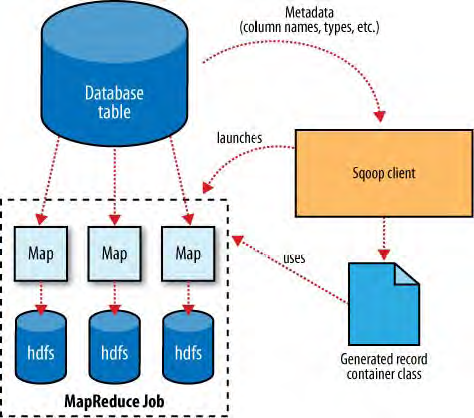 Metadata
(column names, types, etc.)
Database
table
launches
Sqoop client
Map
Map
Map
uses
hdfs
hdfs
hdfs
Generated record
container class
MapReduce Job